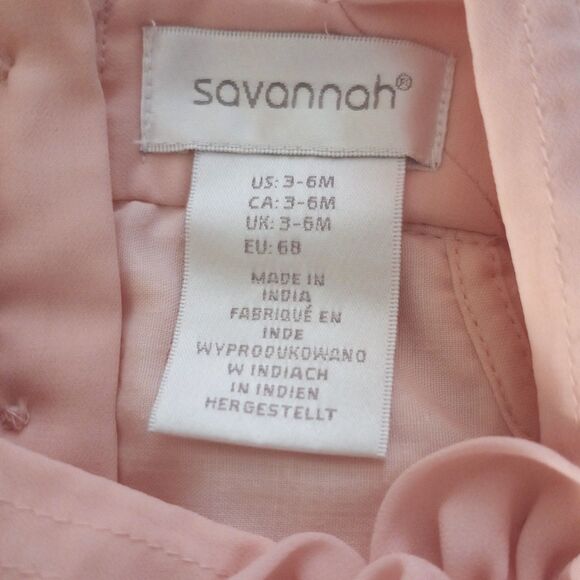 savannah®
US: 3-6M
CA: 3-6M
UK: 3-6M
EU: 68
MADE IN
INDIA
FABRIQUÉ EN
INDE
WYPRODUKOWANO
W INDIACH
IN INDIEN
HERGESTELLT